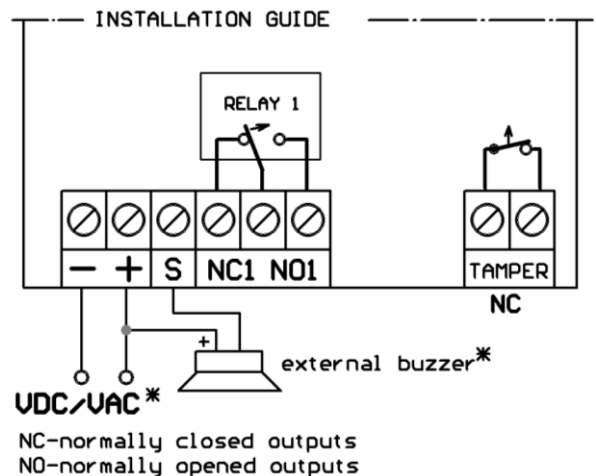 INSTALLATION GUIDE
RELAY 1
− + S NC1 NO1
TAMPER
NC
+
external buzzer*
VDC/VAC*
NC-normally closed outputs
NO-normally opened outputs